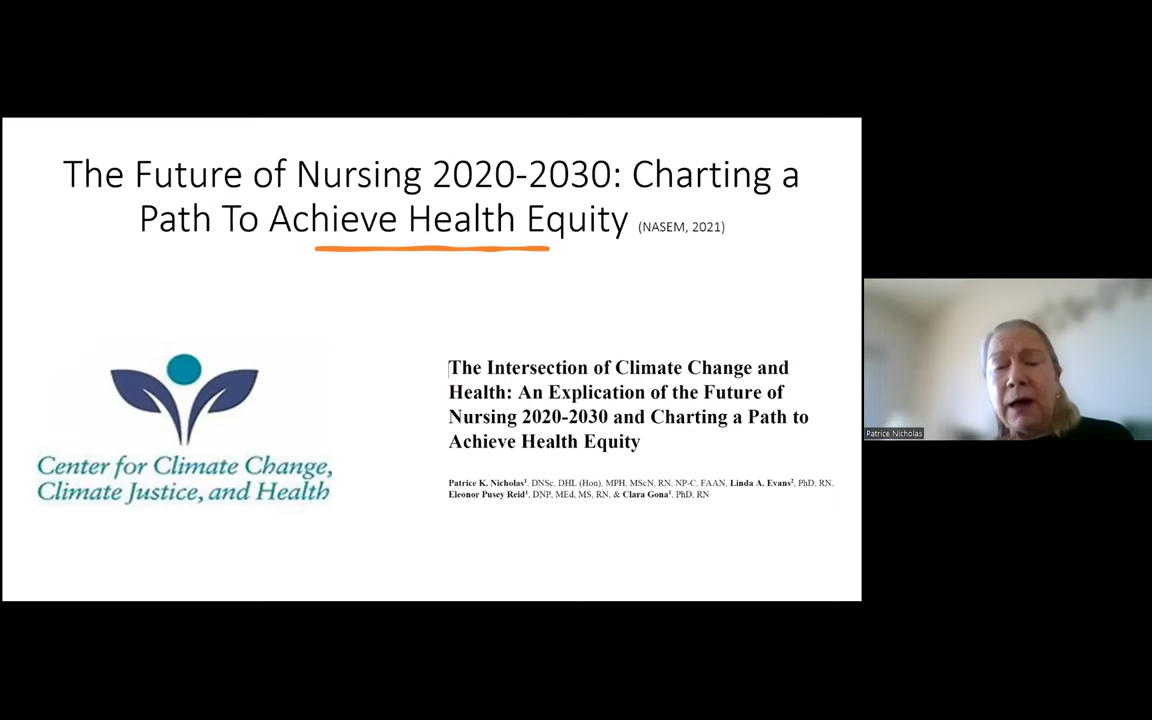 The Future of Nursing 2020-2030: Charting a
Path To Achieve Health Equity (NASEM, 2021)
Center for Climate Change,
Climate Justice, and Health
The Intersection of Climate Change and
Health: An Explication of the Future of
Nursing 2020-2030 and Charting a Path to
Achieve Health Equity
Patrice K. Nicholas¹, DNSc, DHL (Hon), MPH, MScN, RN, NP-C, FAAN, Linda A. Evans², PhD, RN,
Eleonor Pusey Reid¹, DNP, MEd, MS, RN, & Clara Gona¹, PhD, RN
Patrice Nicholas